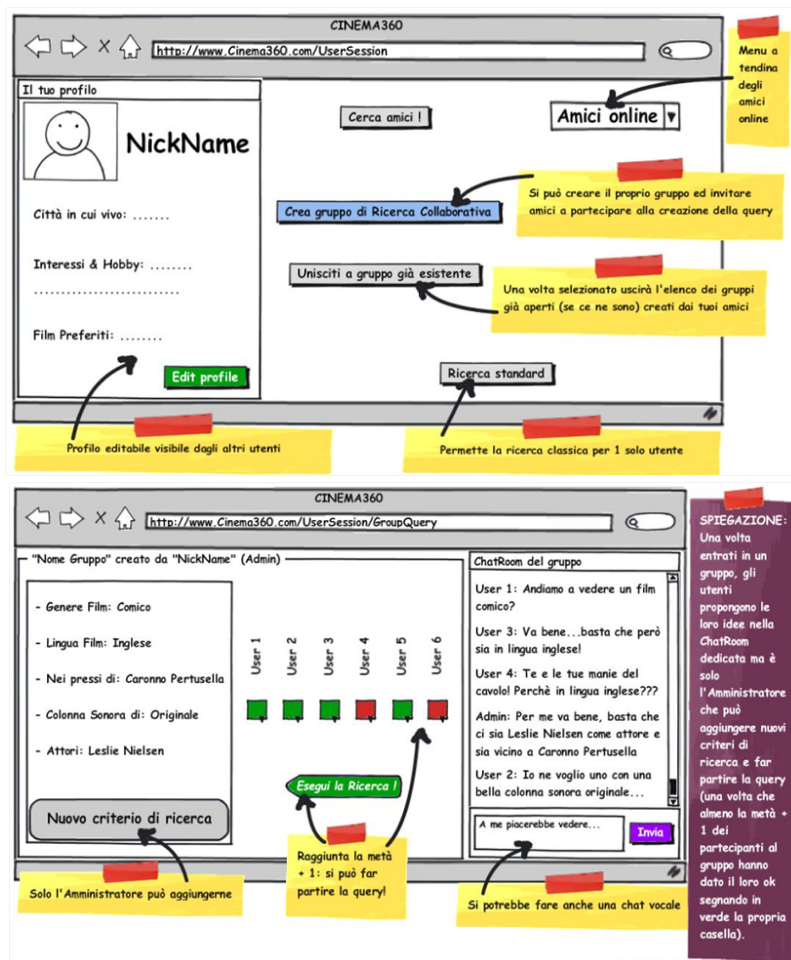 CINEMA360
http://www.Cinema360.com/UserSession
Menu a
tendina
degli
amici
online
Il tuo profilo
NickName
Cerca amici !
Amici online
Città in cui vivo: .......
Crea gruppo di Ricerca Collaborativa
Si può creare il proprio gruppo ed invitare
amici a partecipare alla creazione della query
Interessi & Hobby: ........
...........................
Unisciti a gruppo già esistente
Una volta selezionato uscirà l'elenco dei gruppi
già aperti (se ce ne sono) creati dai tuoi amici
Film Preferiti: ........
Edit profile
Ricerca standard
Profilo editabile visibile dagli altri utenti
Permette la ricerca classica per 1 solo utente
CINEMA360
http://www.Cinema360.com/UserSession/GroupQuery
"Nome Gruppo" creato da "NickName" (Admin)
- Genere Film: Comico
- Lingua Film: Inglese
- Nei pressi di: Caronno Pertusella
- Colonna Sonora di: Originale
- Attori: Leslie Nielsen
Nuovo criterio di ricerca
User 1
User 2
User 3
User 4
User 5
User 6
Esegui la Ricerca !
ChatRoom del gruppo
User 1: Andiamo a vedere un film
comico?
User 3: Va bene...basta che però
sia in lingua inglese!
User 4: Te e le tue manie del
cavolo! Perchè in lingua inglese???
Admin: Per me va bene, basta che
ci sia Leslie Nielsen come attore e
sia vicino a Caronno Pertusella
User 2: Io ne voglio uno con una
bella colonna sonora originale...
A me piacerebbe vedere...
Invia
Solo l'Amministratore può aggiungerne
Raggiunta la metà
+ 1: si può far
partire la query!
Si potrebbe fare anche una chat vocale
SPIEGAZIONE:
Una volta
entrati in un
gruppo, gli
utenti
propongono le
loro idee nella
ChatRoom
dedicata ma è
solo
l'Amministratore
che può
aggiungere nuovi
criteri di
ricerca e far
partire la query
(una volta che
almeno la metà +
1 dei
partecipanti al
gruppo hanno
dato il loro ok
segnando in
verde la propria
casella).